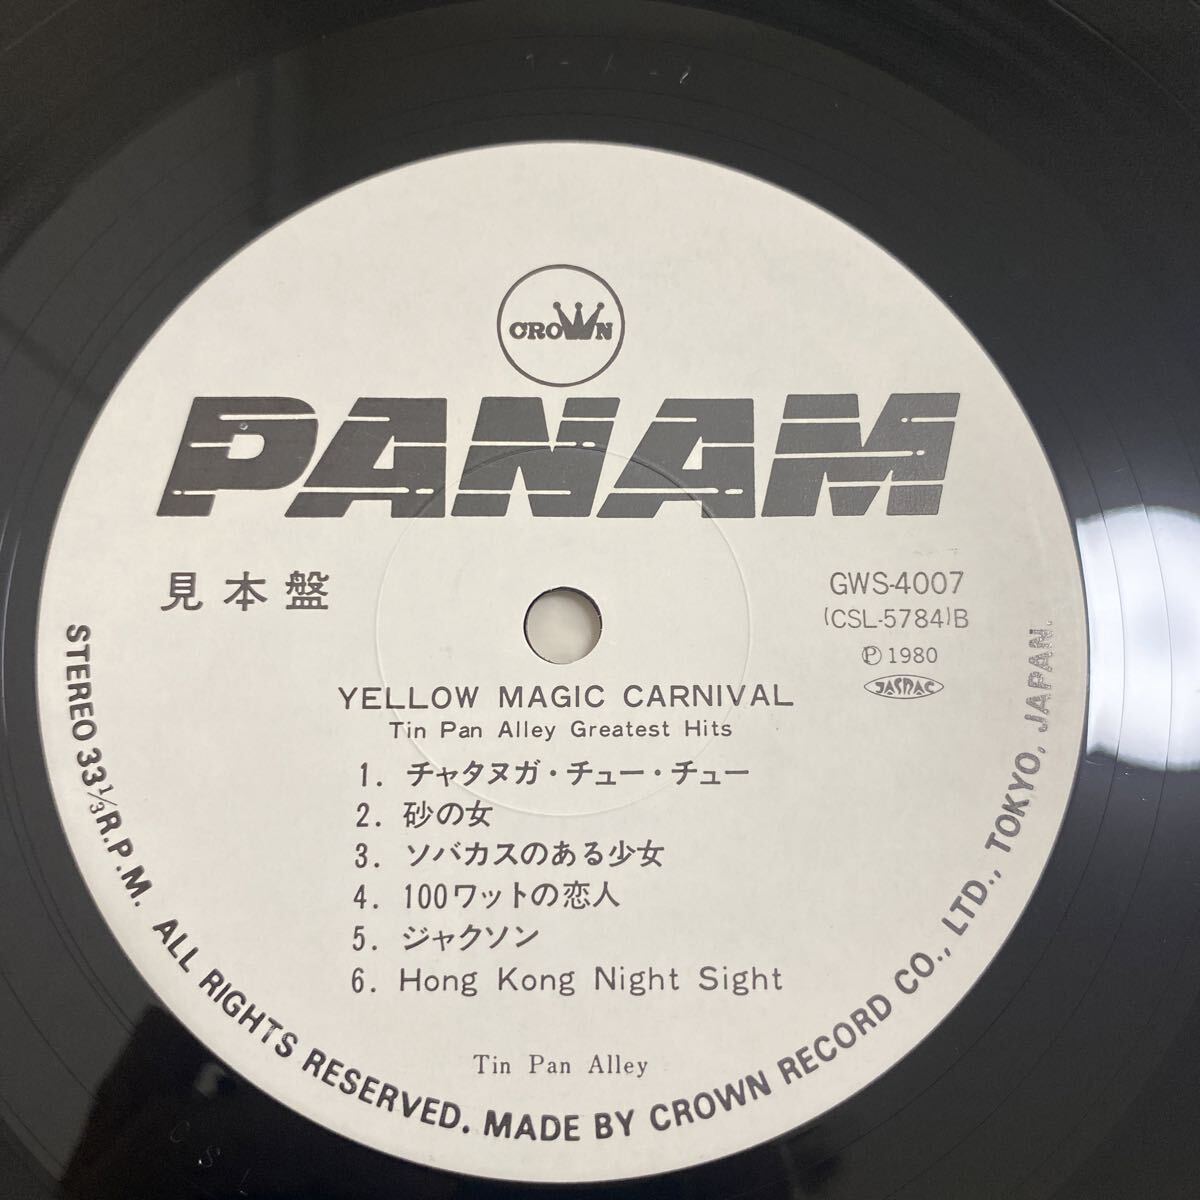 CROWN
PANAM
見本盤
GWS-4007
(CSL-5784)B
Ⓟ 1980
JASRAC
YELLOW MAGIC CARNIVAL
Tin Pan Alley Greatest Hits
1. チャタヌガ・チュー・チュー
2. 砂の女
3. ソバカスのある少女
4. 100ワットの恋人
5. ジャクソン
6. Hong Kong Night Sight
Tin Pan Alley
STEREO 33⅓ R.P.M. ALL RIGHTS RESERVED. MADE BY CROWN RECORD CO., LTD., TOKYO, JAPAN.